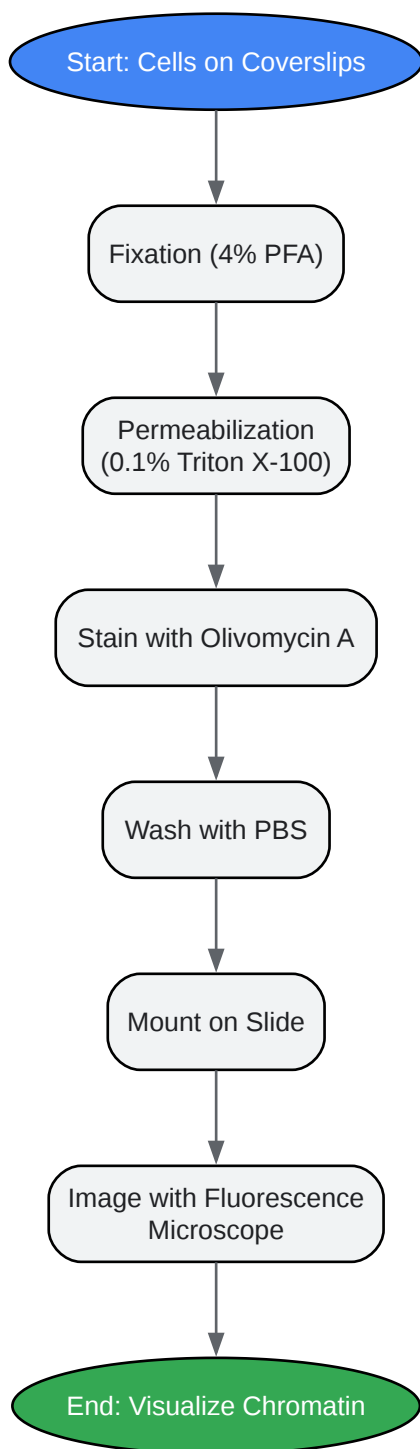 Start: Cells on Coverslips
Fixation (4% PFA)
Permeabilization
(0.1% Triton X-100)
Stain with Olivomycin A
Wash with PBS
Mount on Slide
Image with Fluorescence
Microscope
End: Visualize Chromatin